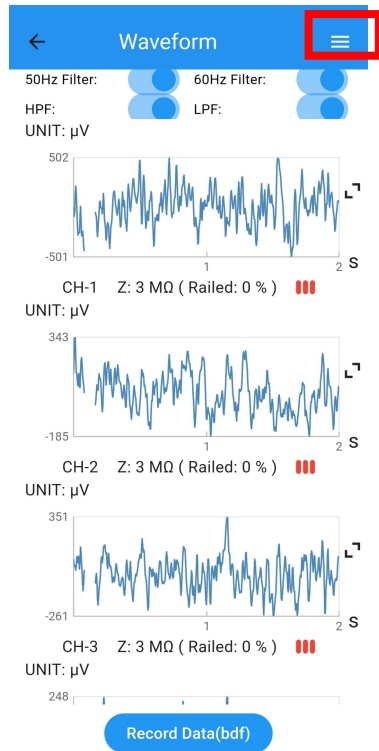 Waveform
50Hz Filter: 60Hz Filter:
HPF: LPF:
UNIT: μV
502
-501
1 2 S
CH-1 Z: 3 MΩ ( Railed: 0 % )
UNIT: μV
343
-185
1 2 S
CH-2 Z: 3 MΩ ( Railed: 0 % )
UNIT: μV
351
-261
1 2 S
CH-3 Z: 3 MΩ ( Railed: 0 % )
UNIT: μV
248
Record Data(bdf)